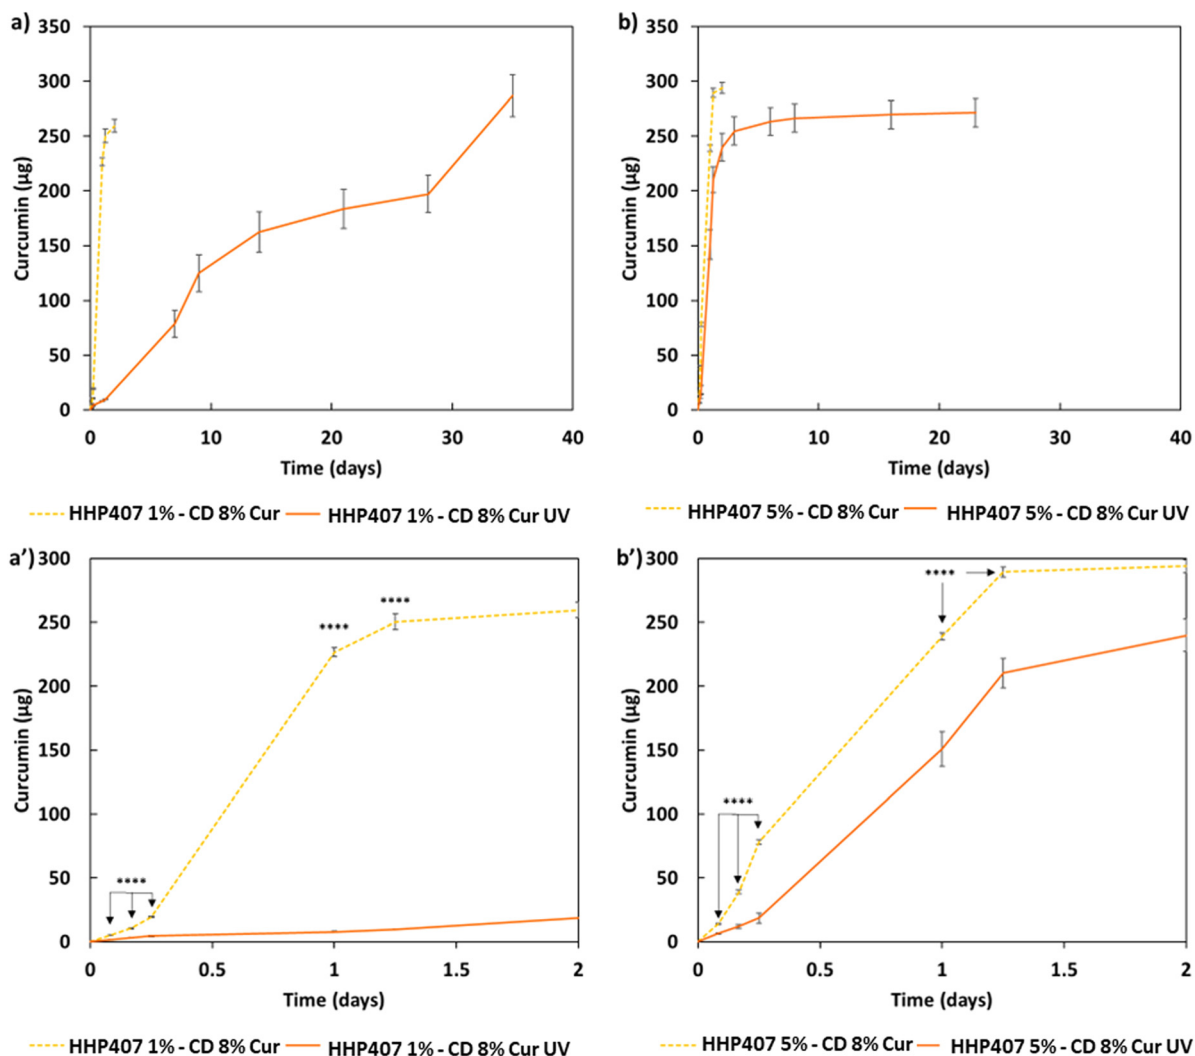 a)
350
300
250
200
150
100
50
0
Curcumin (µg)
0 10 20 30 40
Time (days)
HHP407 1% - CD 8% Cur HHP407 1% - CD 8% Cur UV
b)
350
300
250
200
150
100
50
0
Curcumin (µg)
0 10 20 30 40
Time (days)
HHP407 5% - CD 8% Cur HHP407 5% - CD 8% Cur UV
a')
300
250
200
150
100
50
0
Curcumin (µg)
****
****
****
0 0.5 1 1.5 2
Time (days)
HHP407 1% - CD 8% Cur HHP407 1% - CD 8% Cur UV
b')
300
250
200
150
100
50
0
Curcumin (µg)
****
****
0 0.5 1 1.5 2
Time (days)
HHP407 5% - CD 8% Cur HHP407 5% - CD 8% Cur UV